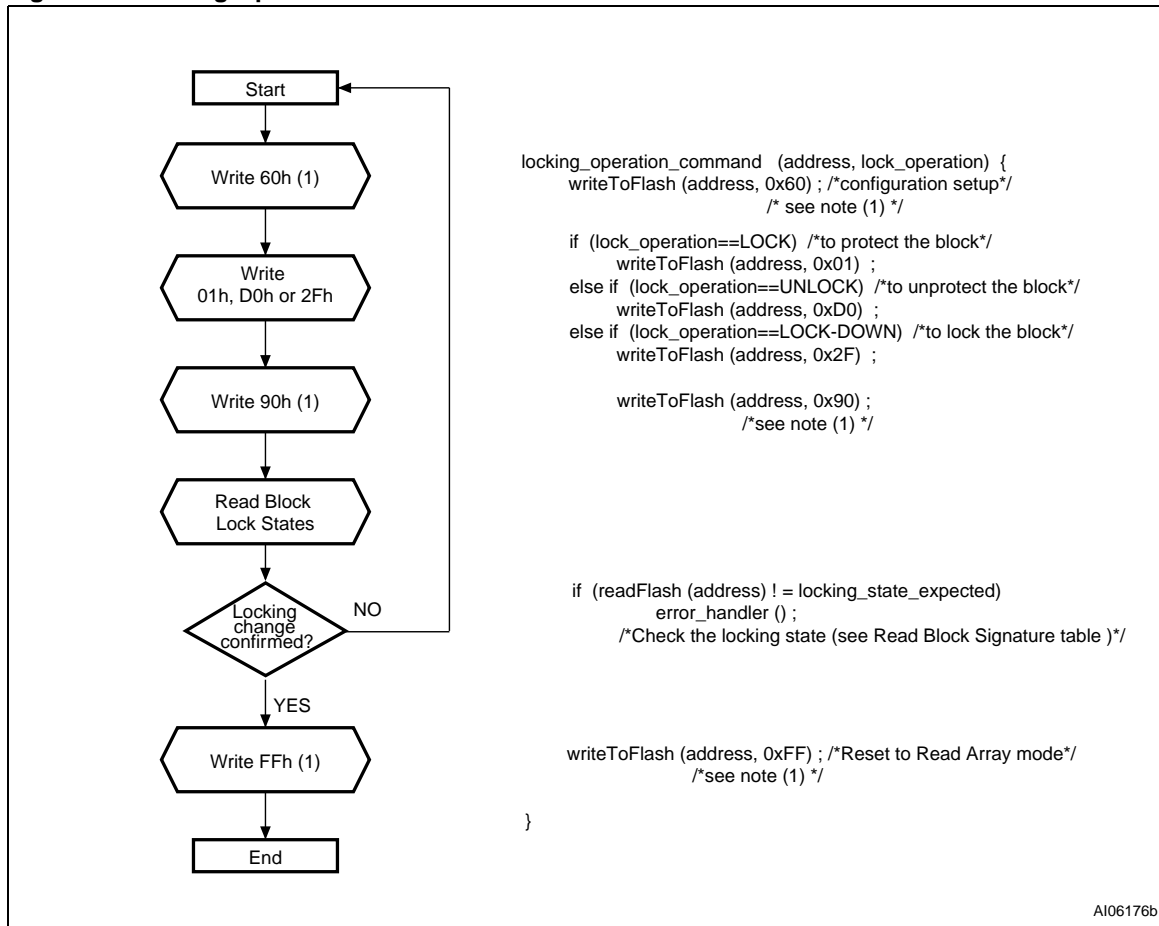 Start
Write 60h (1)
Write
01h, D0h or 2Fh
Write 90h (1)
Read Block
Lock States
Locking
change
confirmed?
NO
YES
Write FFh (1)
End
locking_operation_command (address, lock_operation) {
writeToFlash (address, 0x60) ; /*configuration setup*/
/* see note (1) */
if (lock_operation==LOCK) /*to protect the block*/
writeToFlash (address, 0x01) ;
else if (lock_operation==UNLOCK) /*to unprotect the block*/
writeToFlash (address, 0xD0) ;
else if (lock_operation==LOCK-DOWN) /*to lock the block*/
writeToFlash (address, 0x2F) ;
writeToFlash (address, 0x90) ;
/*see note (1) */
if (readFlash (address) ! = locking_state_expected)
error_handler () ;
/*Check the locking state (see Read Block Signature table )*/
writeToFlash (address, 0xFF) ; /*Reset to Read Array mode*/
/*see note (1) */
}
AI06176b